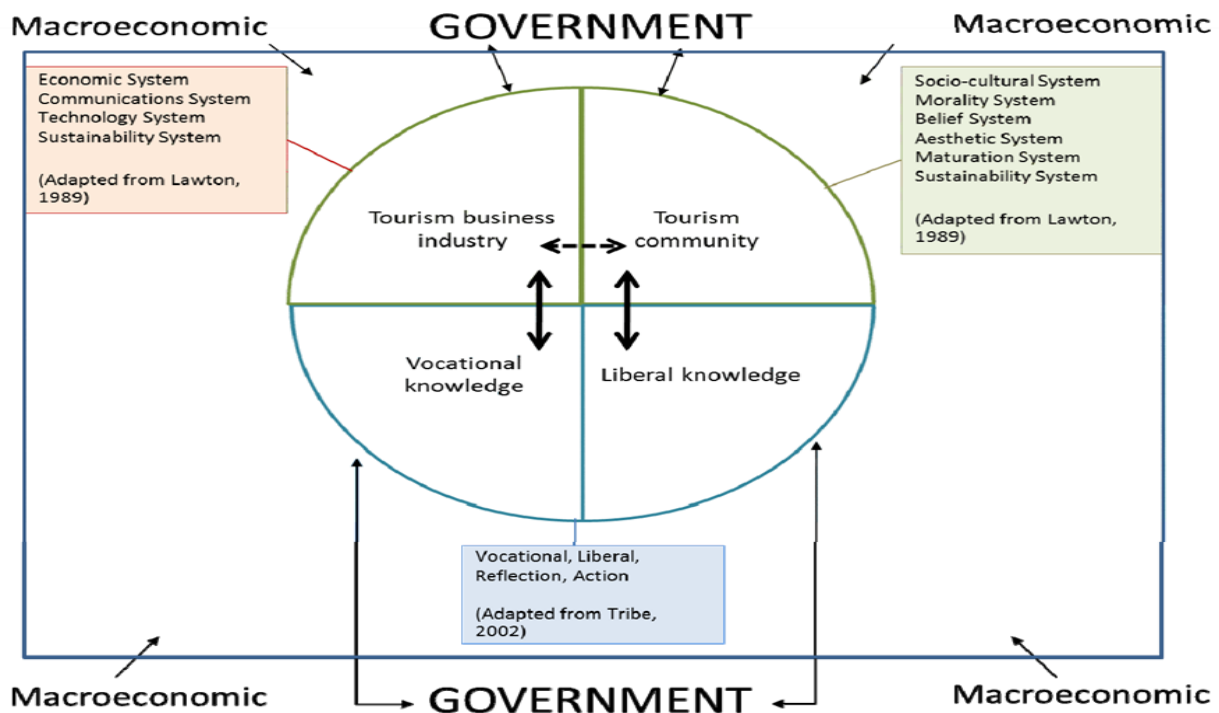 Macroeconomic
GOVERNMENT
Macroeconomic
Economic System
Communications System
Technology System
Sustainability System
(Adapted from Lawton,
1989)
Socio-cultural System
Morality System
Belief System
Aesthetic System
Maturation System
Sustainability System
(Adapted from Lawton,
1989)
Tourism business
industry
Tourism
community
Vocational
knowledge
Liberal knowledge
Vocational, Liberal,
Reflection, Action
(Adapted from Tribe,
2002)
Macroeconomic
GOVERNMENT
Macroeconomic